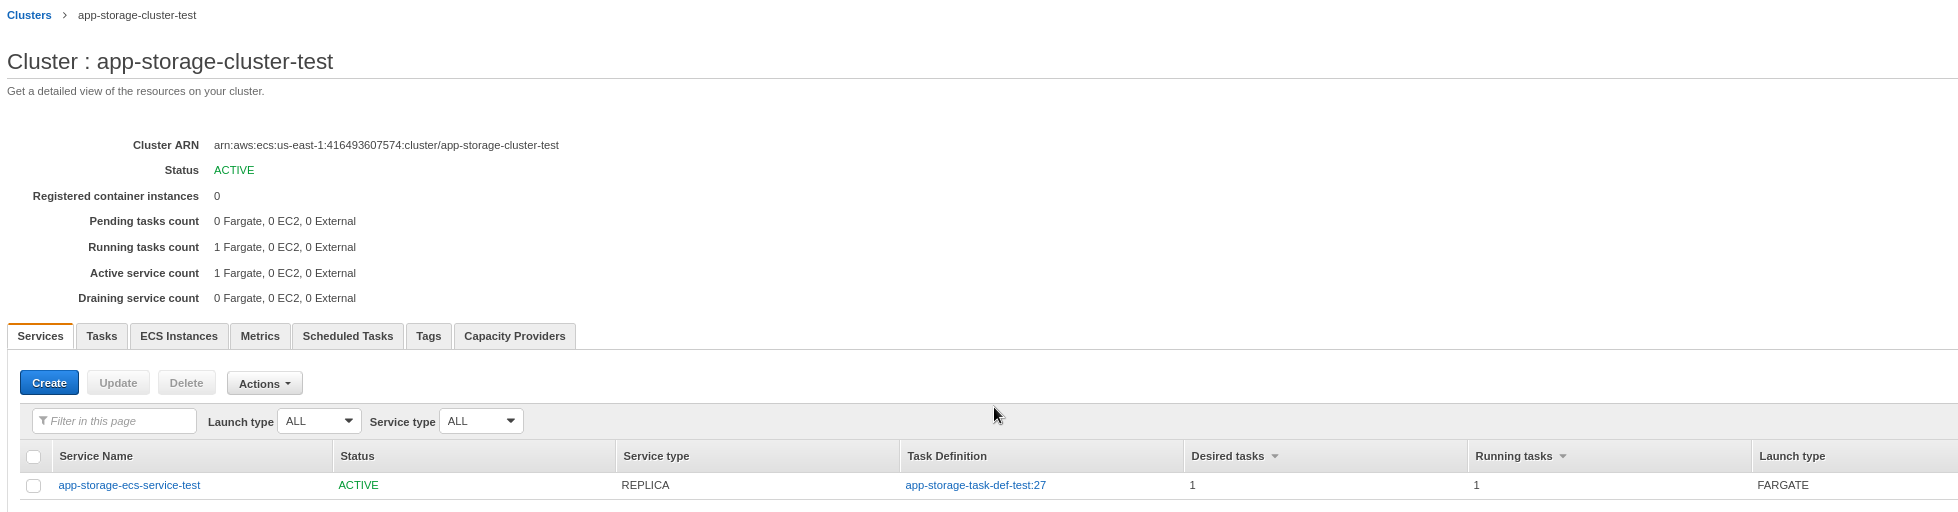 Clusters > app-storage-cluster-test
Cluster : app-storage-cluster-test
Get a detailed view of the resources on your cluster.
Cluster ARN arn:aws:ecs:us-east-1:416493607574:cluster/app-storage-cluster-test
Status ACTIVE
Registered container instances 0
Pending tasks count 0 Fargate, 0 EC2, 0 External
Running tasks count 1 Fargate, 0 EC2, 0 External
Active service count 1 Fargate, 0 EC2, 0 External
Draining service count 0 Fargate, 0 EC2, 0 External
Services Tasks ECS Instances Metrics Scheduled Tasks Tags Capacity Providers
Create Update Delete Actions
Filter in this page Launch type ALL Service type ALL
Service Name Status Service type Task Definition Desired tasks Running tasks Launch type
app-storage-ecs-service-test ACTIVE REPLICA app-storage-task-def-test:27 1 1 FARGATE